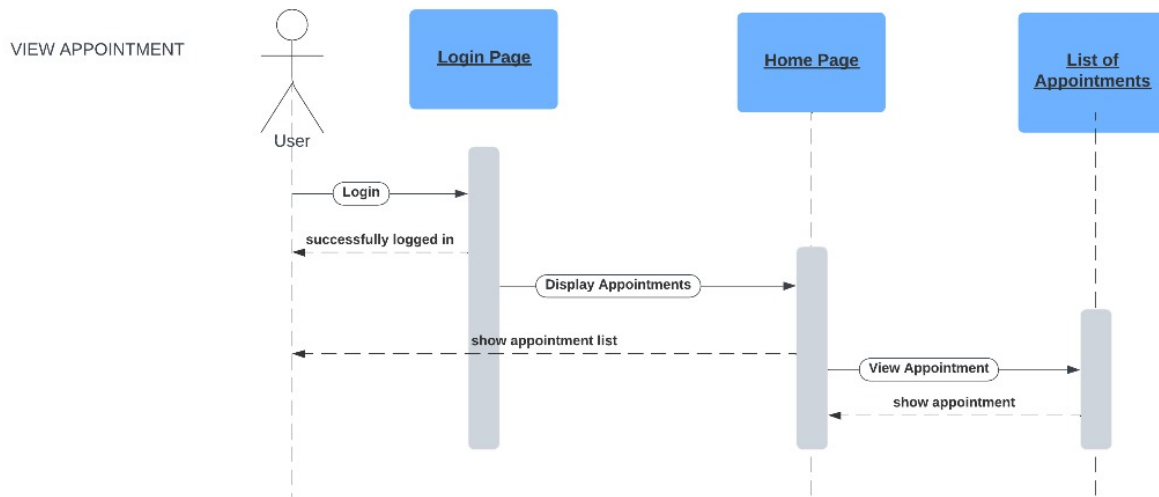 VIEW APPOINTMENT
Login Page
Home Page
List of
Appointments
User
Login
successfully logged in
Display Appointments
show appointment list
View Appointment
show appointment